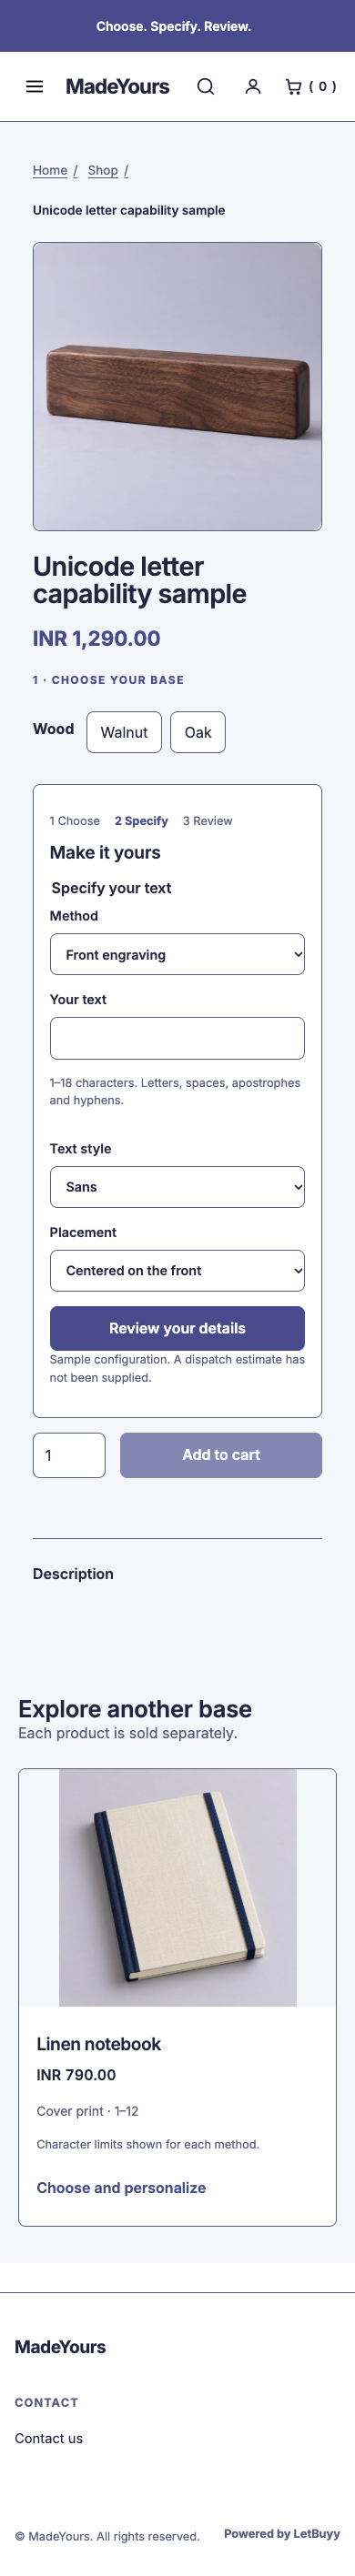 Choose. Specify. Review.
MadeYours
( 0 )
Home / Shop /
Unicode letter capability sample
Unicode letter
capability sample
INR 1,290.00
1 · CHOOSE YOUR BASE
Wood Walnut Oak
1 Choose 2 Specify 3 Review
Make it yours
Specify your text
Method
Front engraving
Your text
1–18 characters. Letters, spaces, apostrophes
and hyphens.
Text style
Sans
Placement
Centered on the front
Review your details
Sample configuration. A dispatch estimate has
not been supplied.
1 Add to cart
Description
Explore another base
Each product is sold separately.
Linen notebook
INR 790.00
Cover print · 1–12
Character limits shown for each method.
Choose and personalize
MadeYours
CONTACT
Contact us
© MadeYours. All rights reserved. Powered by LetBuyy